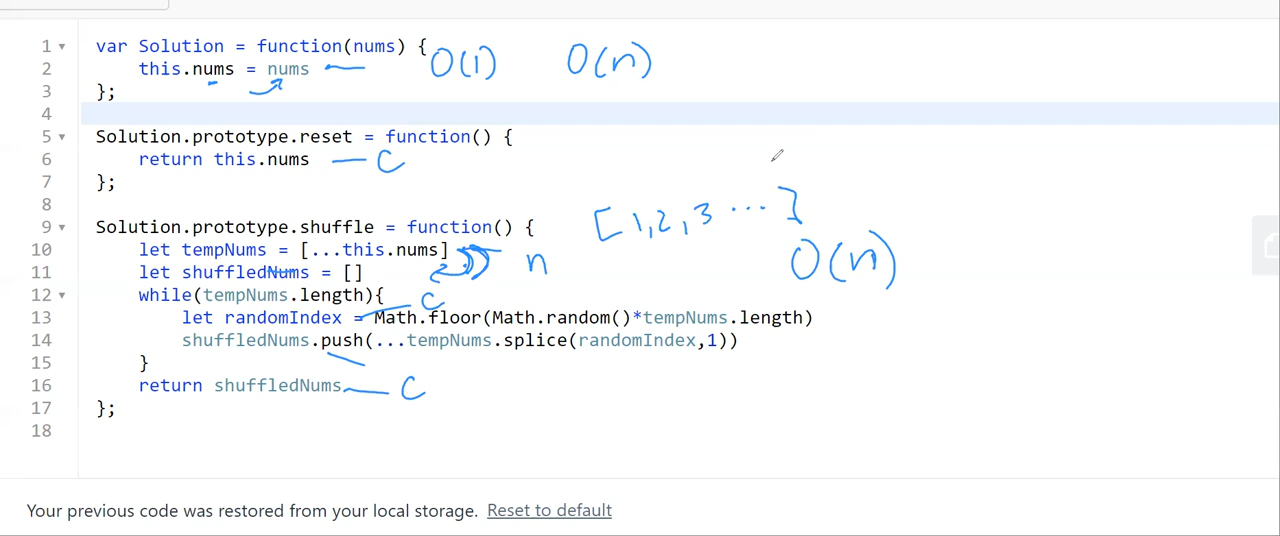 1 var Solution = function(nums) { O(1) O(n)
2 this.nums = nums
3 };
4
5 Solution.prototype.reset = function() {
6 return this.nums C
7 };
8
9 Solution.prototype.shuffle = function() { [1,2,3 ... ]
10 let tempNums = [...this.nums] n O(n)
11 let shuffledNums = []
12 while(tempNums.length){ C
13 let randomIndex = Math.floor(Math.random()*tempNums.length)
14 shuffledNums.push(...tempNums.splice(randomIndex,1))
15 }
16 return shuffledNums C
17 };
18
Your previous code was restored from your local storage. Reset to default